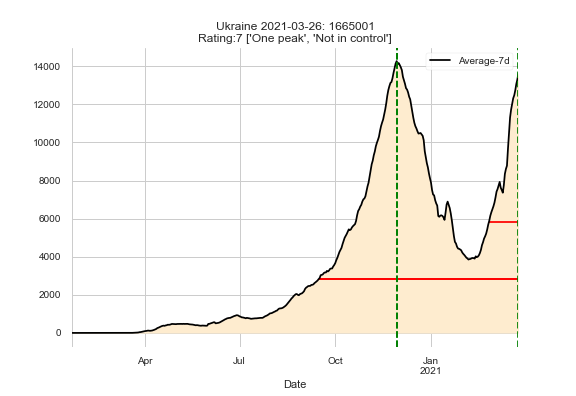 Ukraine 2021-03-26: 1665001
Rating:7 ['One peak', 'Not in control']
Average-7d
14000
12000
10000
8000
6000
4000
2000
0
Apr
Jul
Oct
Jan
2021
Date